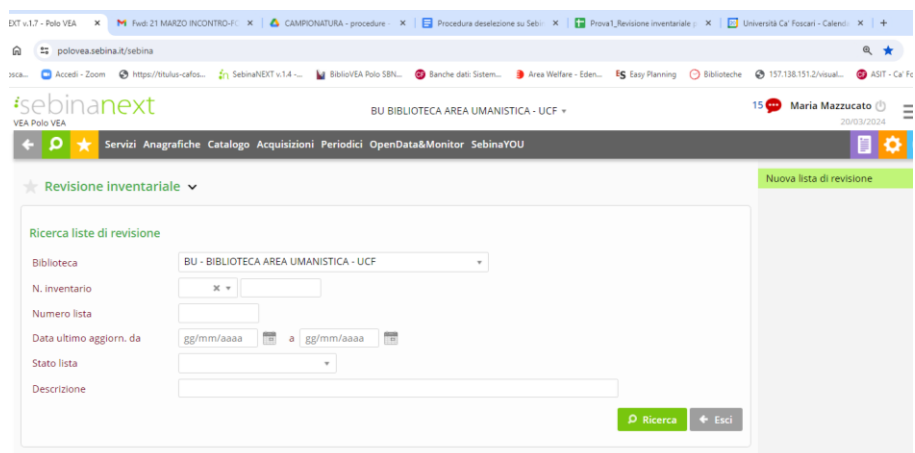 EXT v.1.7 - Polo VEA × Fwd: 21 MARZO INCONTRO-FO × CAMPIONATURA - procedure - × Procedura deselezione su Sebin × Prova1_Revisione inventariale p × Università Ca' Foscari - Calenda × +
polovea.sebina.it/sebina
osca... Accedi - Zoom https://titulus-cafos... SebinaNEXT v.1.4 -... BiblioVEA Polo SBN... Banche dati: Sistem... Area Welfare - Eden... Easy Planning Biblioteche 157.138.151.2/visual... ASIT - Ca' Fo
sebinanext
VEA Polo VEA
BU BIBLIOTECA AREA UMANISTICA - UCF
15 Maria Mazzucato
20/03/2024
Servizi Anagrafiche Catalogo Acquisizioni Periodici OpenData&Monitor SebinaYOU
Revisione inventariale
Nuova lista di revisione
Ricerca liste di revisione
Biblioteca BU - BIBLIOTECA AREA UMANISTICA - UCF
N. inventario ×
Numero lista
Data ultimo aggiorn. da gg/mm/aaaa a gg/mm/aaaa
Stato lista
Descrizione
Ricerca Esci